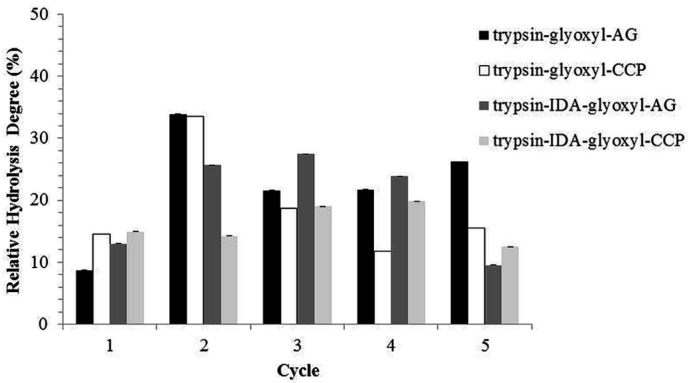 Relative Hydrolysis Degree (%)
50
40
30
20
10
0
1 2 3 4 5
Cycle
trypsin-glyoxyl-AG
trypsin-glyoxyl-CCP
trypsin-IDA-glyoxyl-AG
trypsin-IDA-glyoxyl-CCP